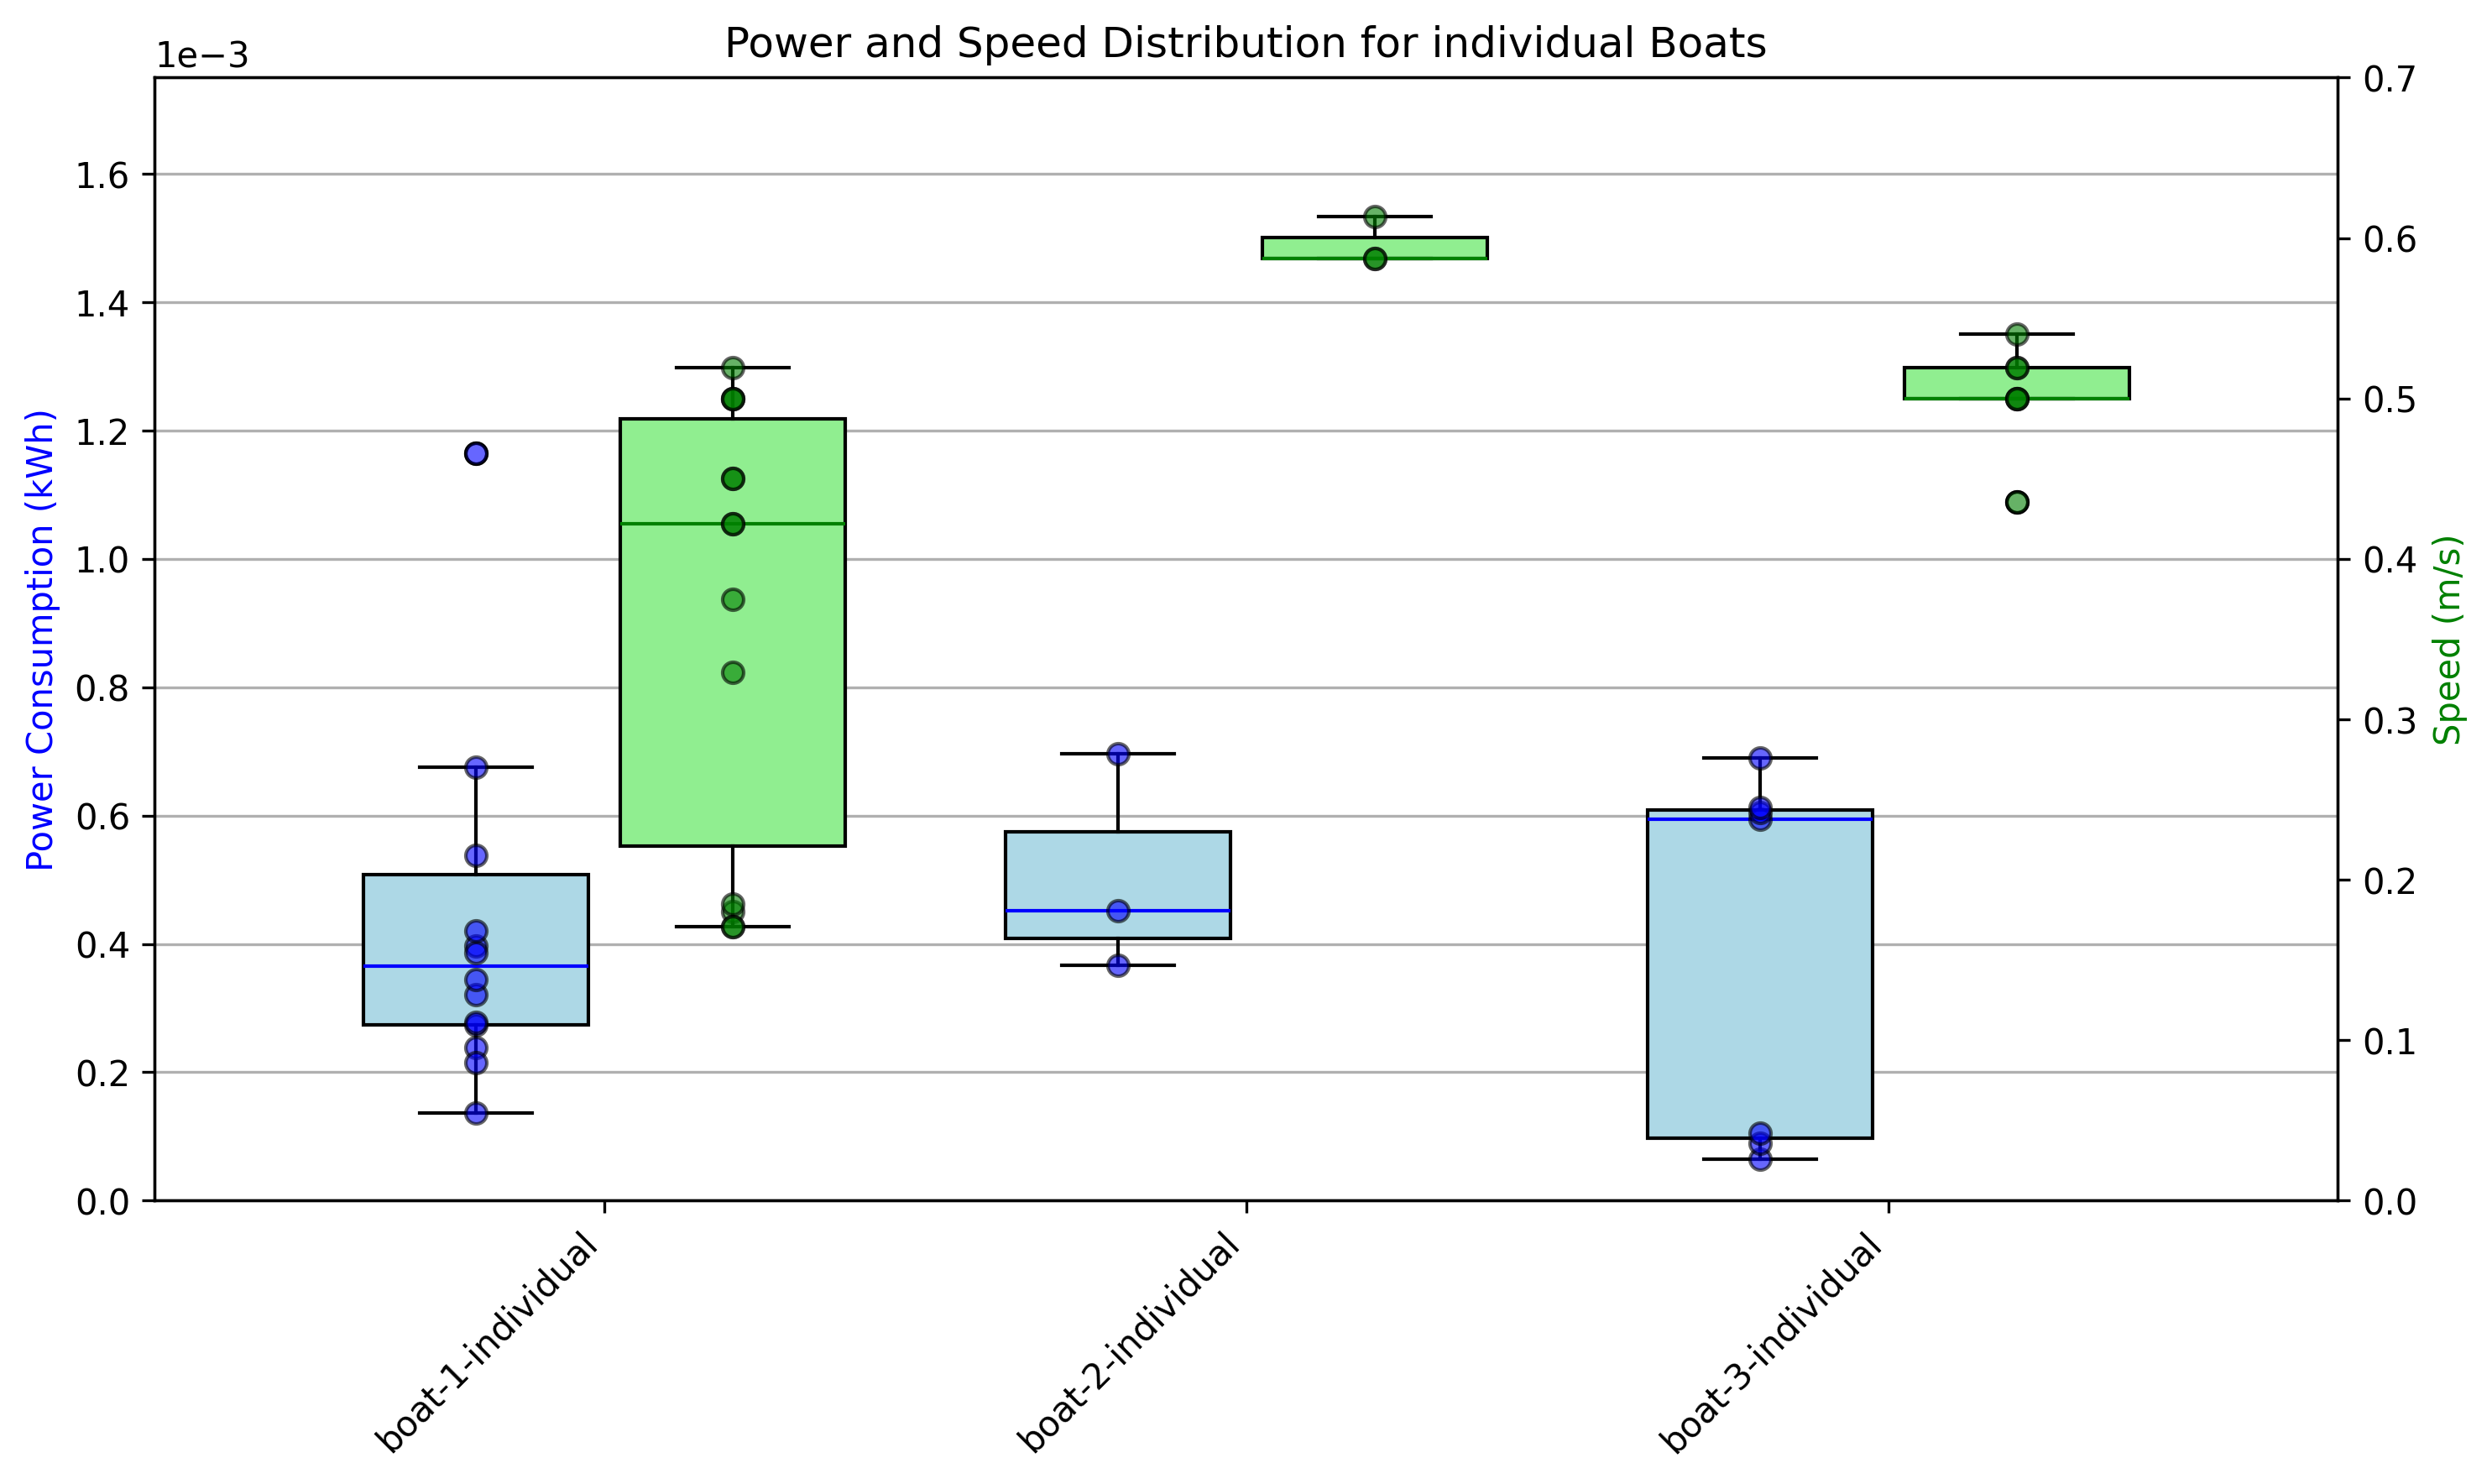 Power and Speed Distribution for individual Boats
1e−3
Power Consumption (kWh)
1.6
1.4
1.2
1.0
0.8
0.6
0.4
0.2
0.0
0.7
0.6
0.5
0.4
0.3
0.2
0.1
0.0
Speed (m/s)
boat-1-individual
boat-2-individual
boat-3-individual